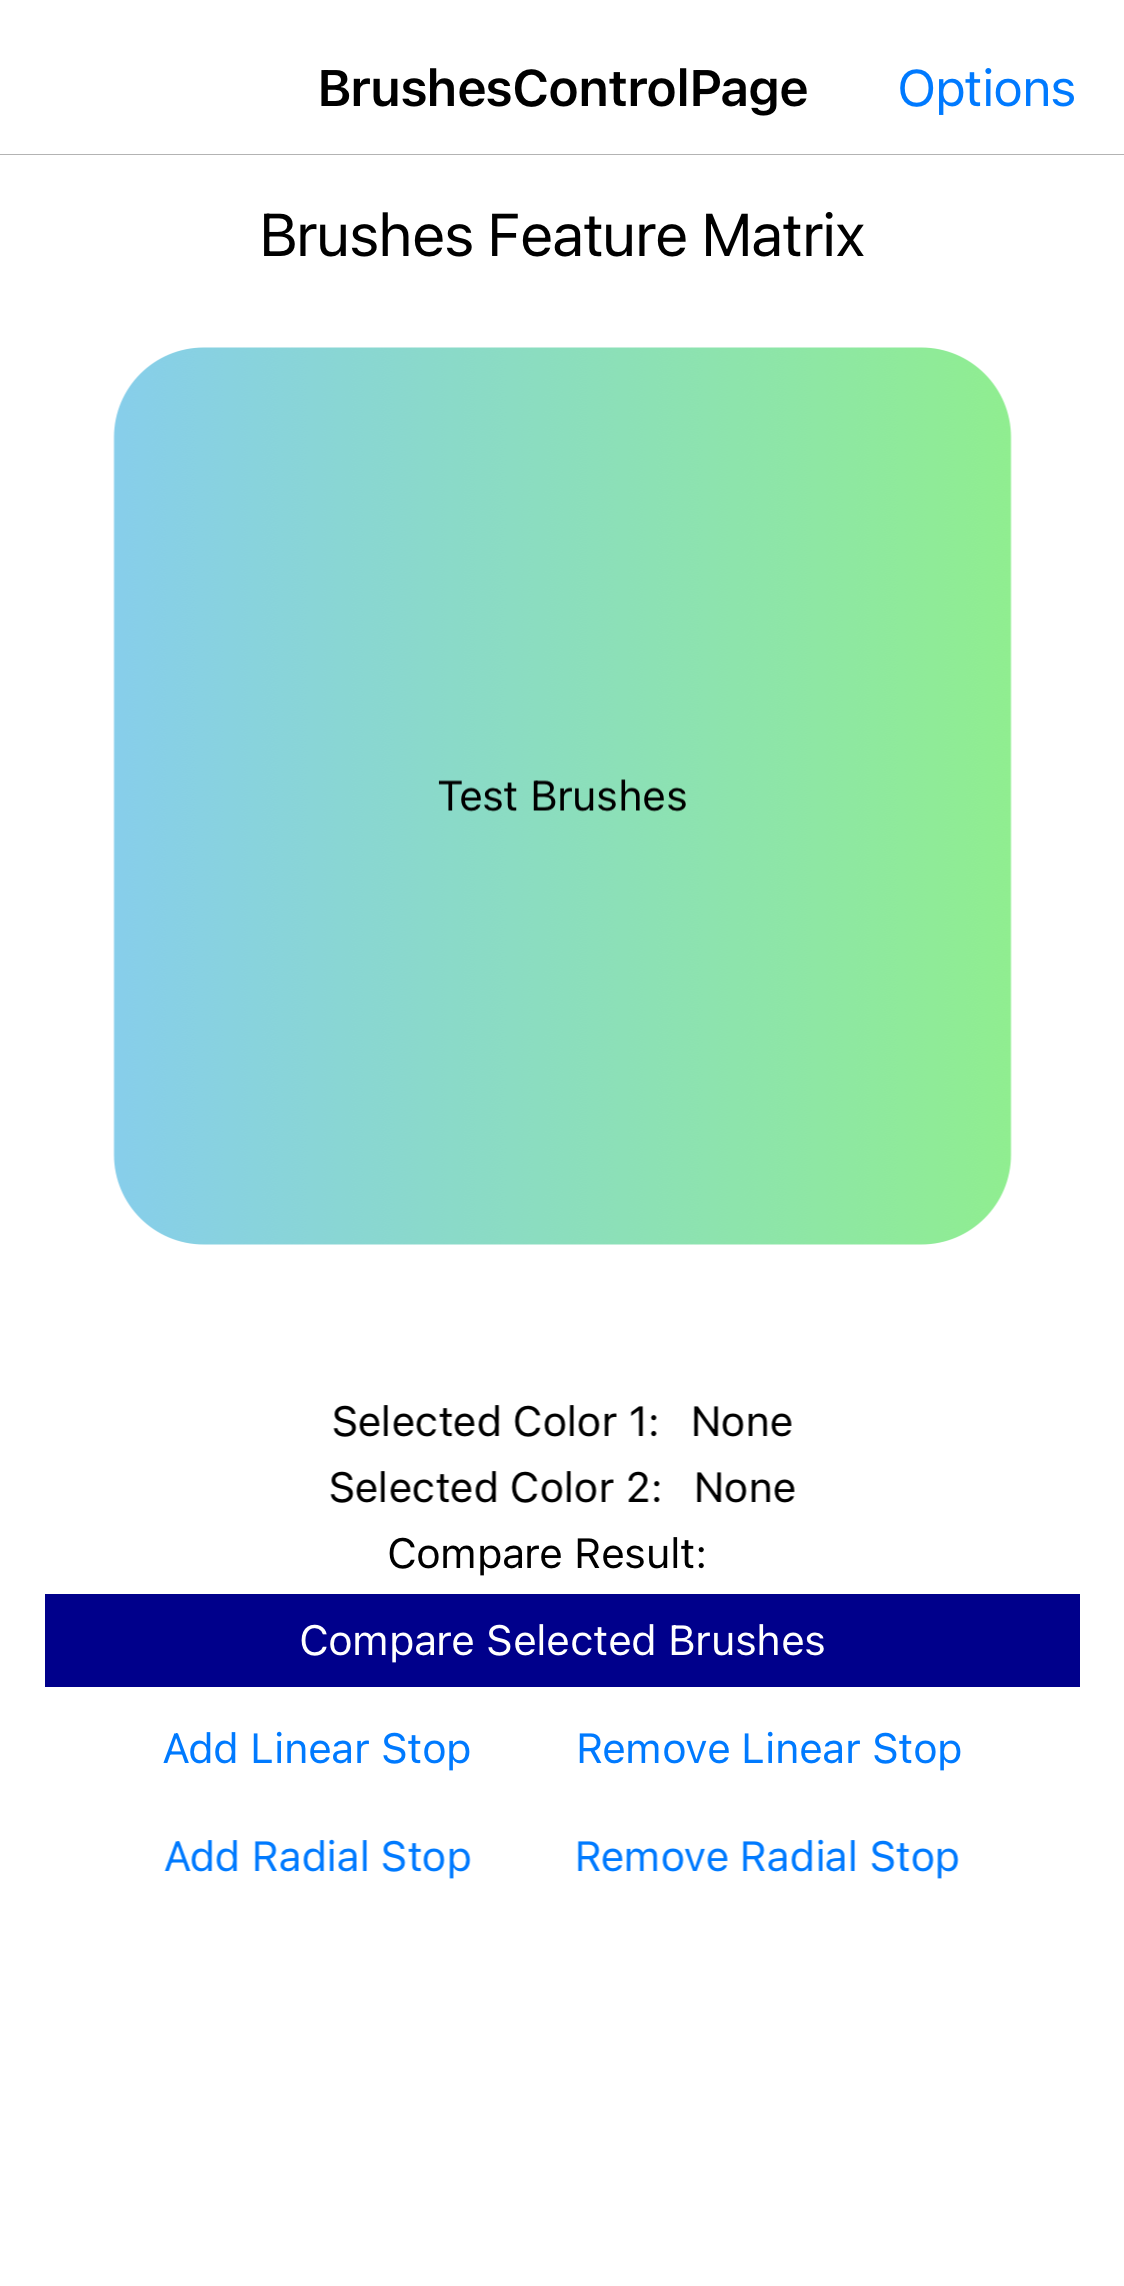 BrushesControlPage Options
Brushes Feature Matrix
Test Brushes
Selected Color 1: None
Selected Color 2: None
Compare Result:
Compare Selected Brushes
Add Linear Stop Remove Linear Stop
Add Radial Stop Remove Radial Stop